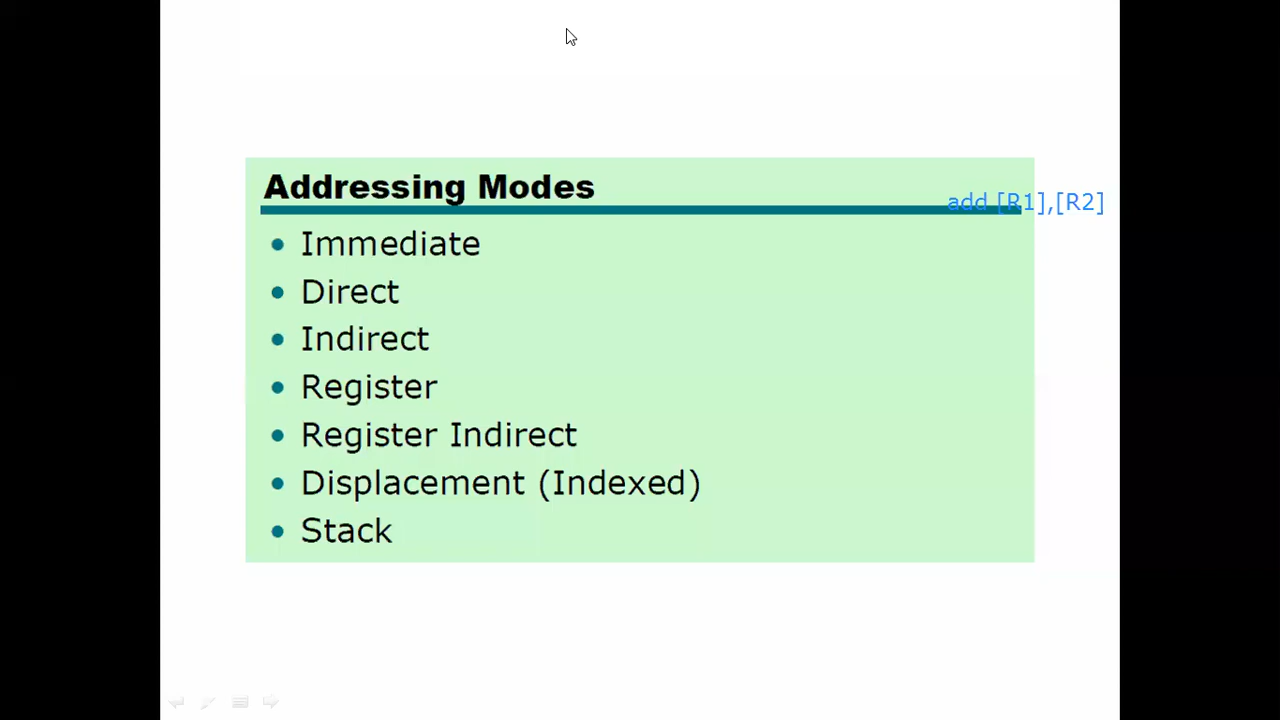 Addressing Modes
add [R1],[R2]
• Immediate
• Direct
• Indirect
• Register
• Register Indirect
• Displacement (Indexed)
• Stack